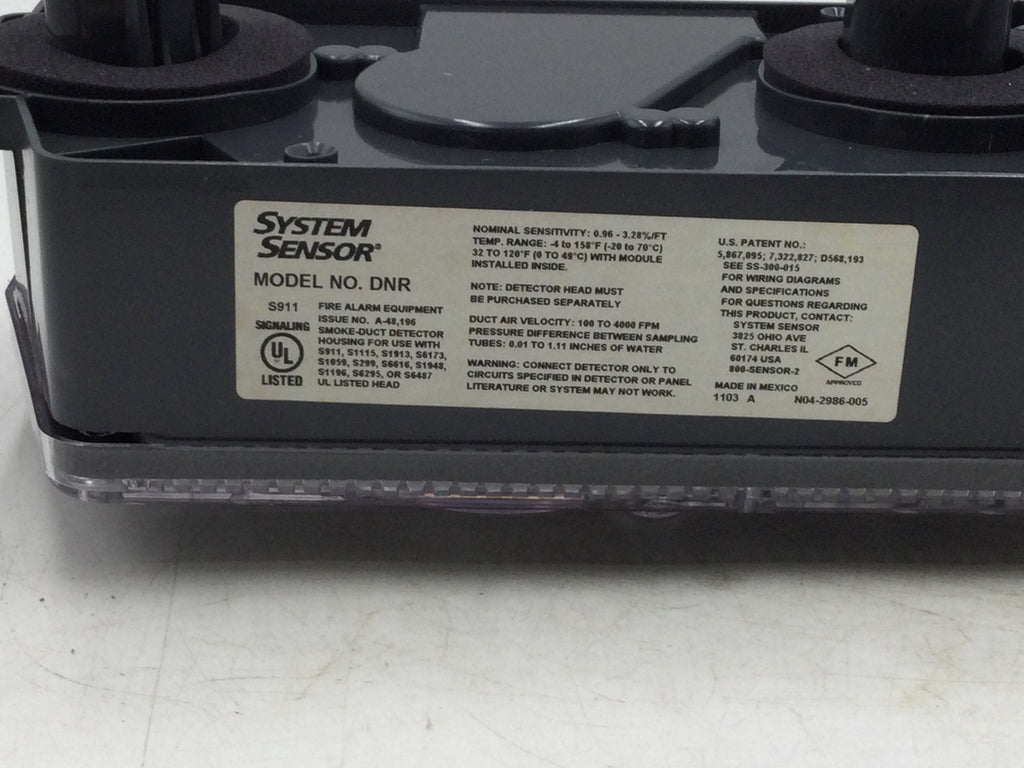 SYSTEM
SENSOR®
MODEL NO. DNR
S911
SIGNALING
UL
LISTED
FIRE ALARM EQUIPMENT
ISSUE NO. A-48,196
SMOKE-DUCT DETECTOR
HOUSING FOR USE WITH
S911, S1115, S1913, S6173,
S1059, S299, S6616, S1948,
S1196, S6295, OR S6487
UL LISTED HEAD
NOMINAL SENSITIVITY: 0.96 - 3.28%/FT
TEMP. RANGE: -4 to 158°F (-20 to 70°C)
32 TO 120°F (0 TO 49°C) WITH MODULE
INSTALLED INSIDE.
NOTE: DETECTOR HEAD MUST
BE PURCHASED SEPARATELY
DUCT AIR VELOCITY: 100 TO 4000 FPM
PRESSURE DIFFERENCE BETWEEN SAMPLING
TUBES: 0.01 TO 1.11 INCHES OF WATER
WARNING: CONNECT DETECTOR ONLY TO
CIRCUITS SPECIFIED IN DETECTOR OR PANEL
LITERATURE OR SYSTEM MAY NOT WORK.
U.S. PATENT NO.:
5,867,095; 7,322,827; D568,193
SEE SS-300-015
FOR WIRING DIAGRAMS
AND SPECIFICATIONS
FOR QUESTIONS REGARDING
THIS PRODUCT, CONTACT:
SYSTEM SENSOR
3825 OHIO AVE
ST. CHARLES IL
60174 USA
800-SENSOR-2
FM
APPROVED
MADE IN MEXICO
1103 A
N04-2986-005